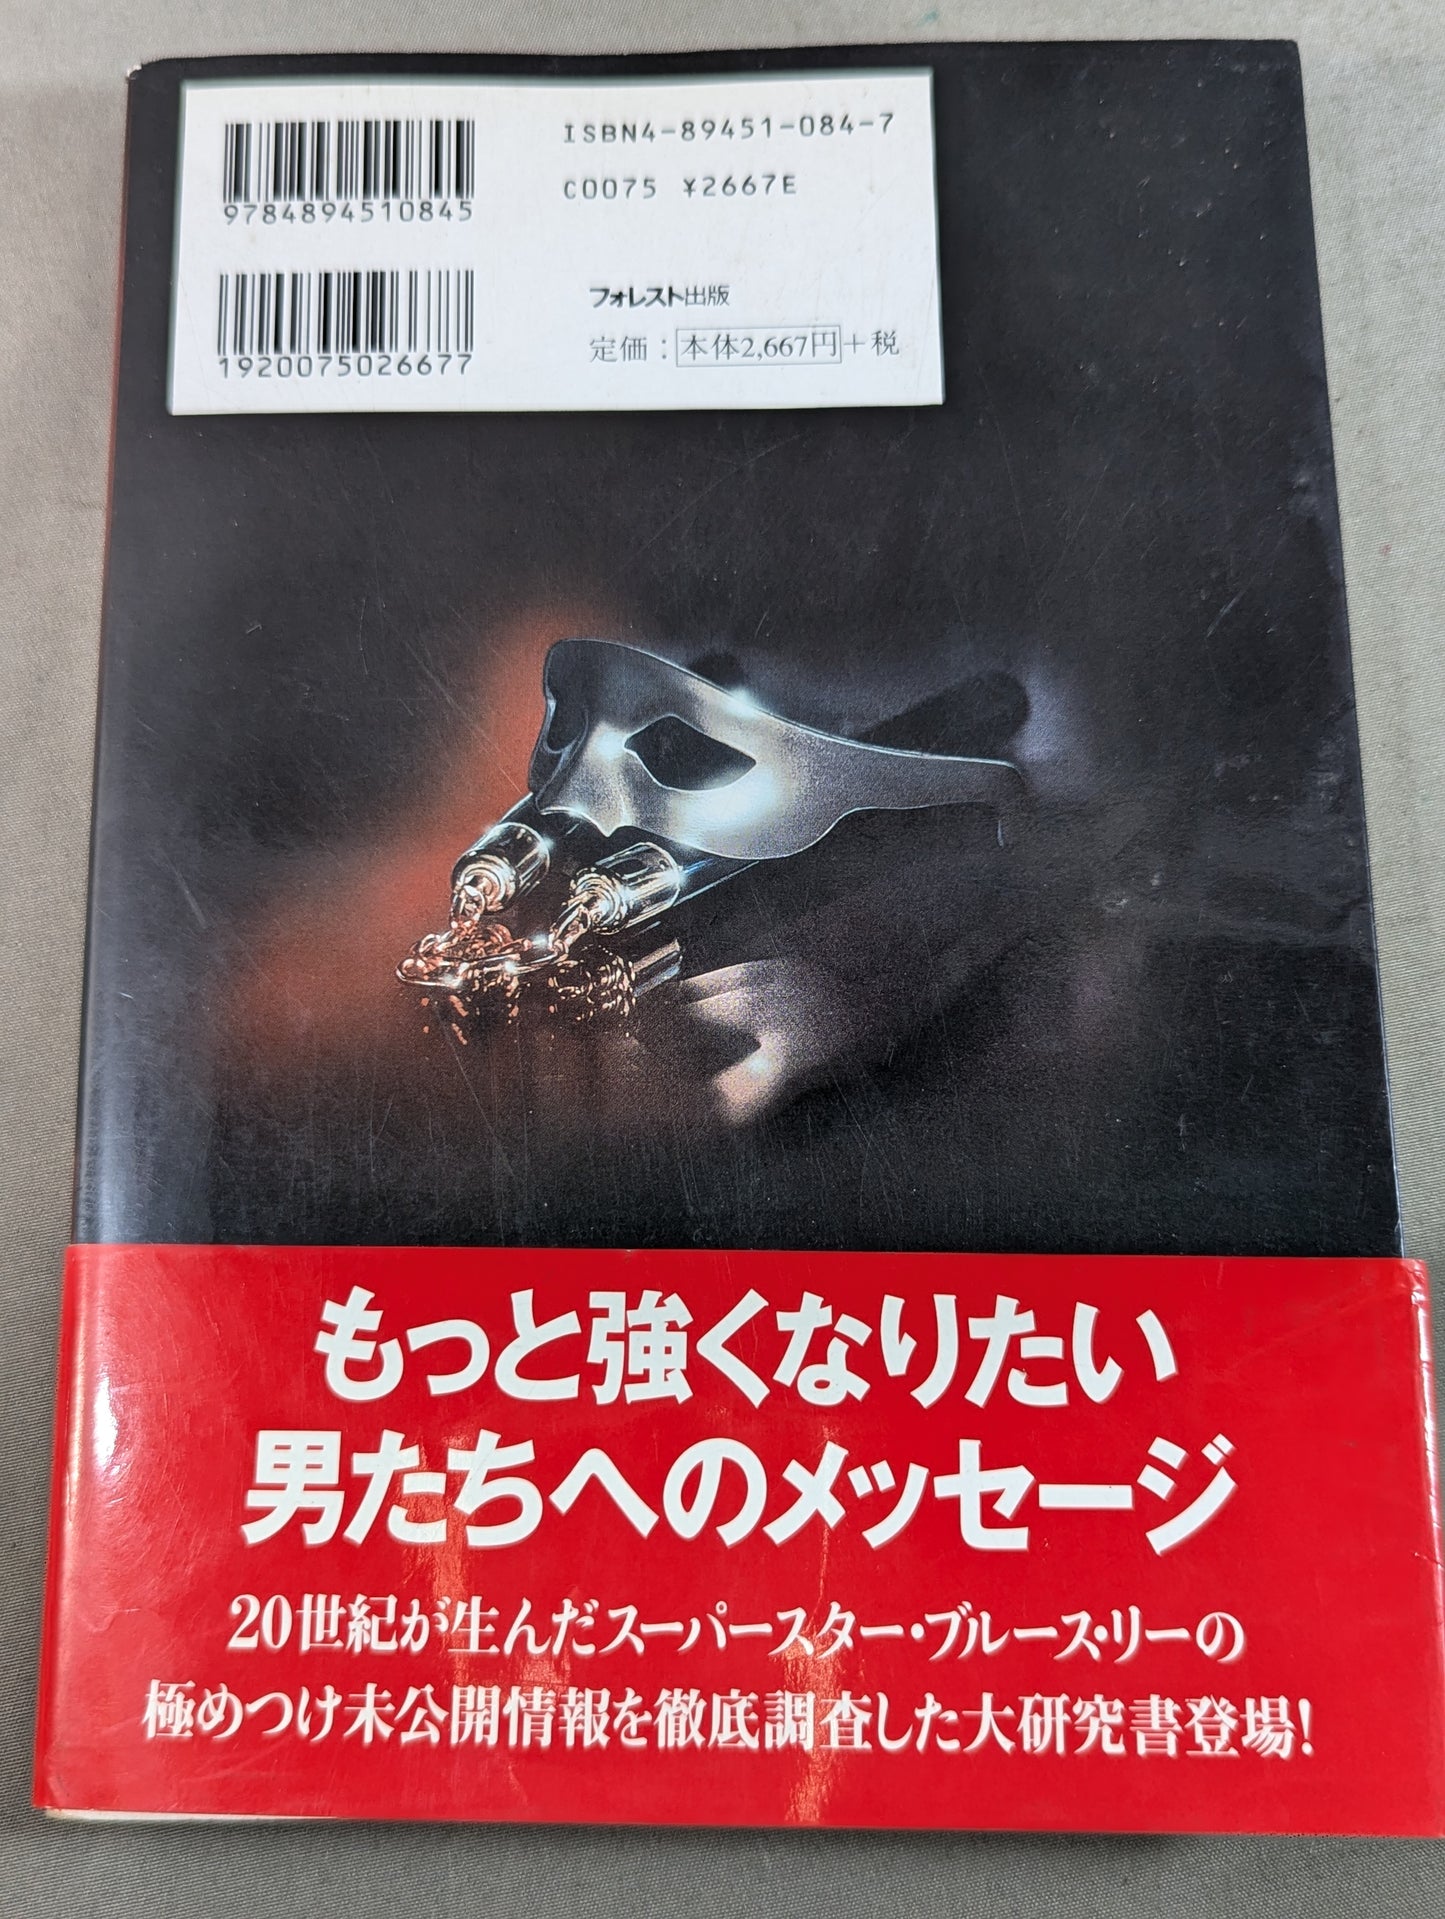 ISBN4-89451-084-7
C0075 ¥2667E
9784894510845
1920075026677
フォレスト出版
定価：本体2,667円+税
もっと強くなりたい
男たちへのメッセージ
20世紀が生んだスーパースター・ブルース・リーの
極めつけ未公開情報を徹底調査した大研究書登場！